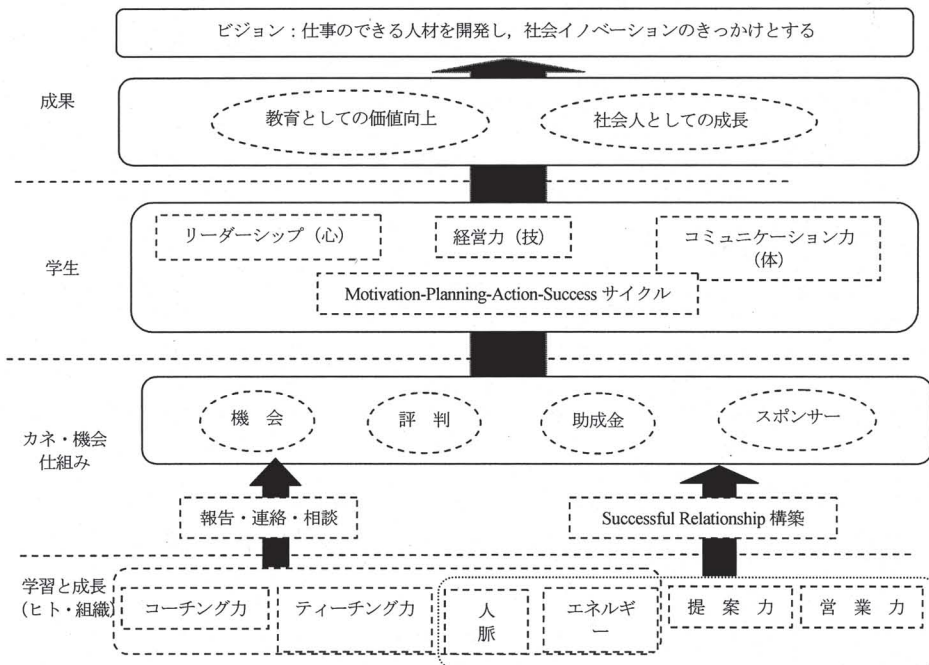 ビジョン：仕事のできる人材を開発し，社会イノベーションのきっかけとする
成果
教育としての価値向上
社会人としての成長
学生
リーダーシップ（心）
経営力（技）
コミュニケーション力
（体）
Motivation-Planning-Action-Success サイクル
カネ・機会
仕組み
機　会
評　判
助成金
スポンサー
報告・連絡・相談
Successful Relationship 構築
学習と成長
（ヒト・組織）
コーチング力
ティーチング力
人
脈
エネルギ
ー
提　案　力
営　業　力